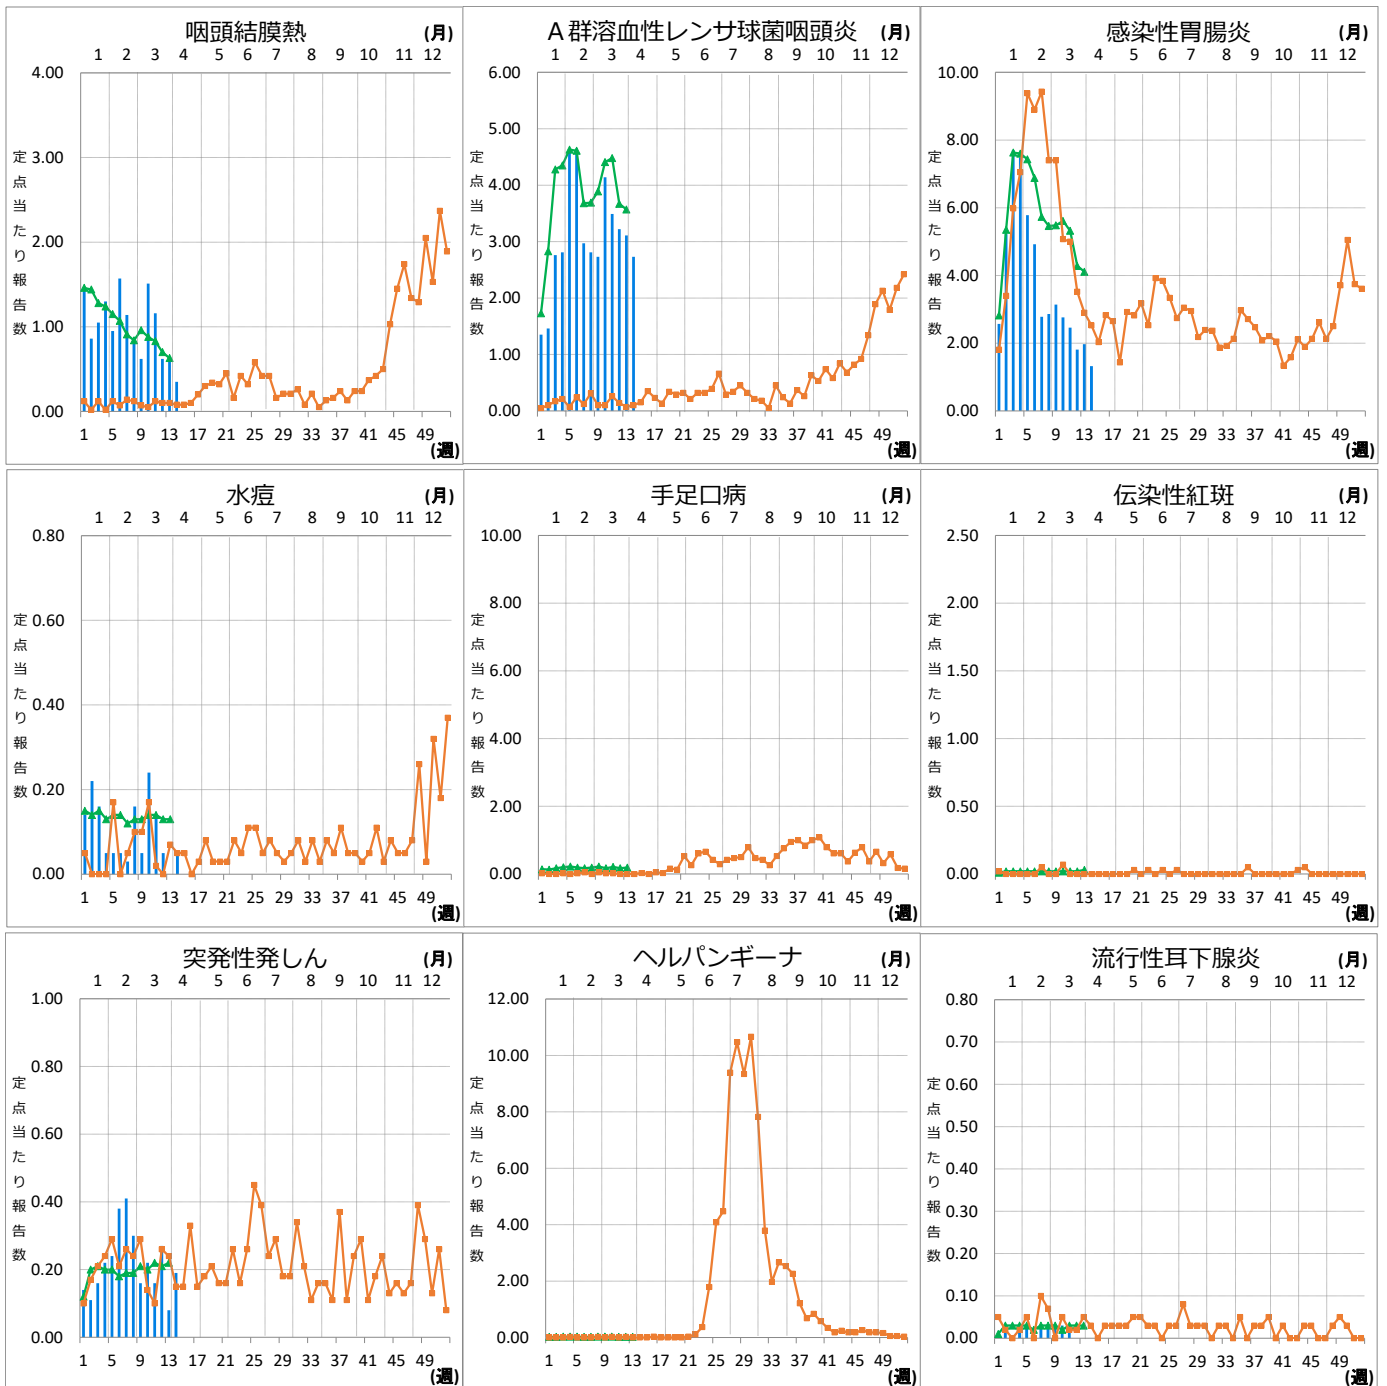 咽頭結膜熱 (月)
1 2 3 4 5 6 7 8 9 10 11 12
4.00
3.00
2.00
1.00
0.00
定点当たり報告数
1 5 9 13 17 21 25 29 33 37 41 45 49
(週)
A群溶血性レンサ球菌咽頭炎 (月)
1 2 3 4 5 6 7 8 9 10 11 12
6.00
5.00
4.00
3.00
2.00
1.00
0.00
定点当たり報告数
1 5 9 13 17 21 25 29 33 37 41 45 49
(週)
感染性胃腸炎 (月)
1 2 3 4 5 6 7 8 9 10 11 12
10.00
8.00
6.00
4.00
2.00
0.00
定点当たり報告数
1 5 9 13 17 21 25 29 33 37 41 45 49
(週)
水痘 (月)
1 2 3 4 5 6 7 8 9 10 11 12
0.80
0.60
0.40
0.20
0.00
定点当たり報告数
1 5 9 13 17 21 25 29 33 37 41 45 49
(週)
手足口病 (月)
1 2 3 4 5 6 7 8 9 10 11 12
10.00
8.00
6.00
4.00
2.00
0.00
定点当たり報告数
1 5 9 13 17 21 25 29 33 37 41 45 49
(週)
伝染性紅斑 (月)
1 2 3 4 5 6 7 8 9 10 11 12
2.50
2.00
1.50
1.00
0.50
0.00
定点当たり報告数
1 5 9 13 17 21 25 29 33 37 41 45 49
(週)
突発性発しん (月)
1 2 3 4 5 6 7 8 9 10 11 12
1.00
0.80
0.60
0.40
0.20
0.00
定点当たり報告数
1 5 9 13 17 21 25 29 33 37 41 45 49
(週)
ヘルパンギーナ (月)
1 2 3 4 5 6 7 8 9 10 11 12
12.00
10.00
8.00
6.00
4.00
2.00
0.00
定点当たり報告数
1 5 9 13 17 21 25 29 33 37 41 45 49
(週)
流行性耳下腺炎 (月)
1 2 3 4 5 6 7 8 9 10 11 12
0.80
0.70
0.60
0.50
0.40
0.30
0.20
0.10
0.00
定点当たり報告数
1 5 9 13 17 21 25 29 33 37 41 45 49
(週)